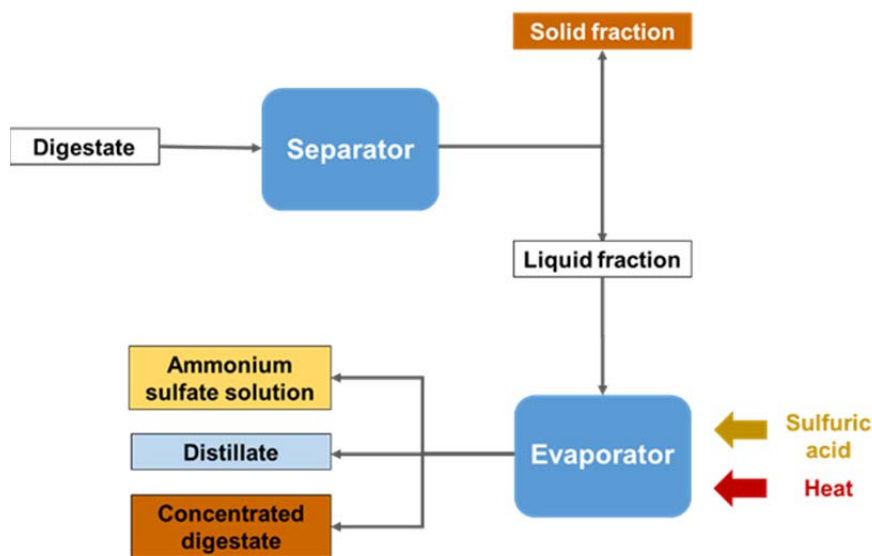 Solid fraction
Digestate
Separator
Liquid fraction
Ammonium
sulfate solution
Distillate
Concentrated
digestate
Evaporator
Sulfuric
acid
Heat